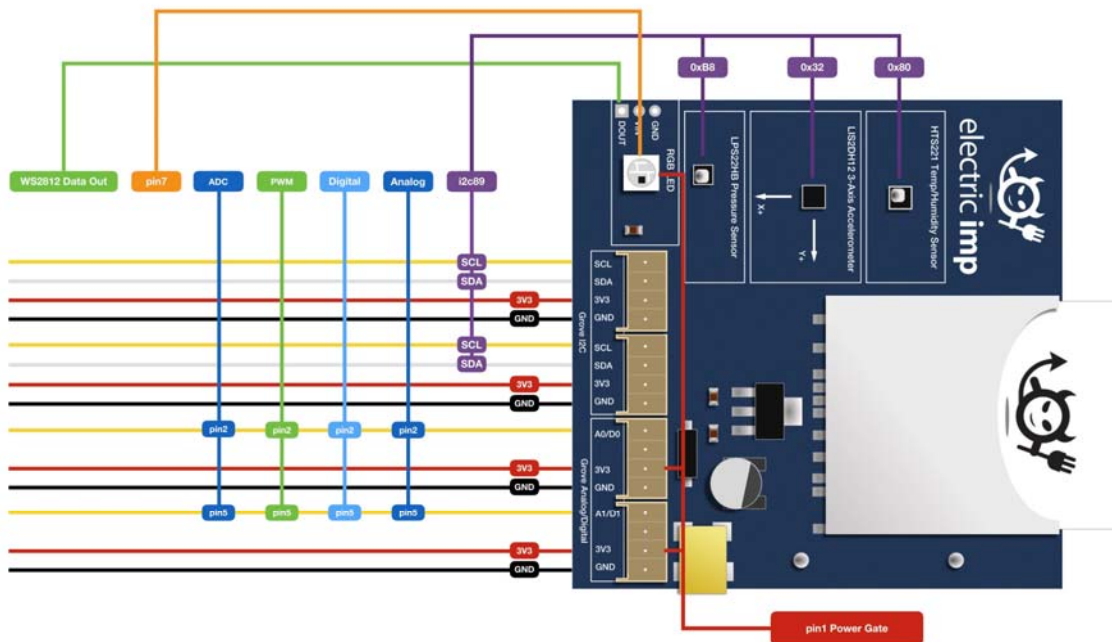 0xB8
0x32
0x80
WS2812 Data Out
pin7
ADC
PWM
Digital
Analog
i2c89
DOUT
VIN
GND
RGB LED
LPS22HB Pressure Sensor
LIS2DH12 3-Axis Accelerometer
X+
Y+
HTS221 Temp/Humidity Sensor
electric imp
SCL
SDA
3V3
GND
SCL
SDA
3V3
GND
SCL
SDA
3V3
GND
SCL
SDA
3V3
GND
Grove I2C
pin2
pin2
pin2
pin2
A0/D0
3V3
3V3
GND
GND
pin5
pin5
pin5
pin5
A1/D1
3V3
3V3
GND
GND
Grove Analog/Digital
pin1 Power Gate